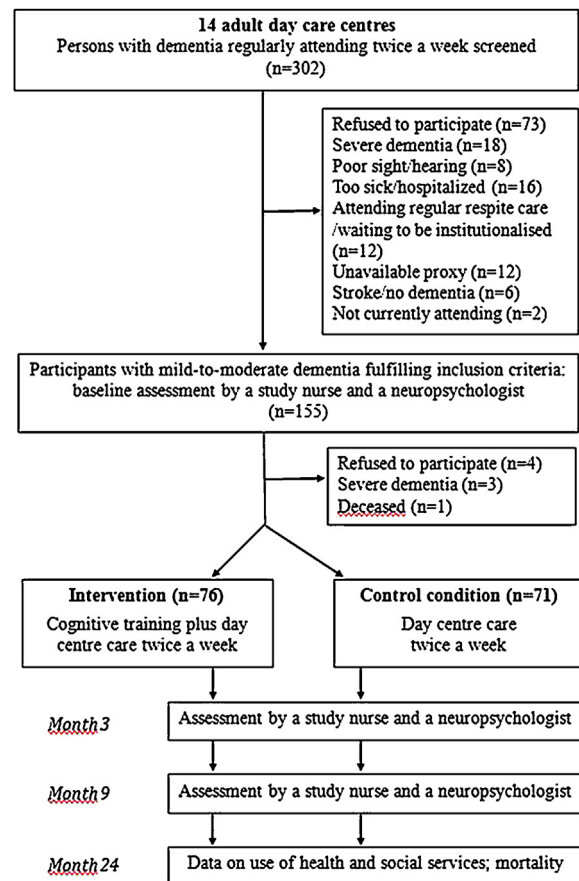 14 adult day care centres
Persons with dementia regularly attending twice a week screened
(n=302)
Refused to participate (n=73)
Severe dementia (n=18)
Poor sight/hearing (n=8)
Too sick/hospitalized (n=16)
Attending regular respite care
/waiting to be institutionalised
(n=12)
Unavailable proxy (n=12)
Stroke/no dementia (n=6)
Not currently attending (n=2)
Participants with mild-to-moderate dementia fulfilling inclusion criteria:
baseline assessment by a study nurse and a neuropsychologist
(n=155)
Refused to participate (n=4)
Severe dementia (n=3)
Deceased (n=1)
Intervention (n=76)
Cognitive training plus day
centre care twice a week
Control condition (n=71)
Day centre care
twice a week
Month 3
Assessment by a study nurse and a neuropsychologist
Month 9
Assessment by a study nurse and a neuropsychologist
Month 24
Data on use of health and social services; mortality